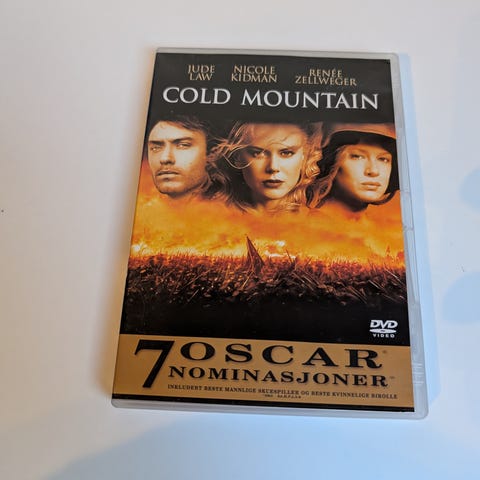 JUDE NICOLE RENÉE
LAW KIDMAN ZELLWEGER
COLD MOUNTAIN
DVD
VIDEO
7 OSCAR
NOMINASJONER
INKLUDERT BESTE MANNLIGE SKUESPILLER OG BESTE KVINNELIGE BIROLLE